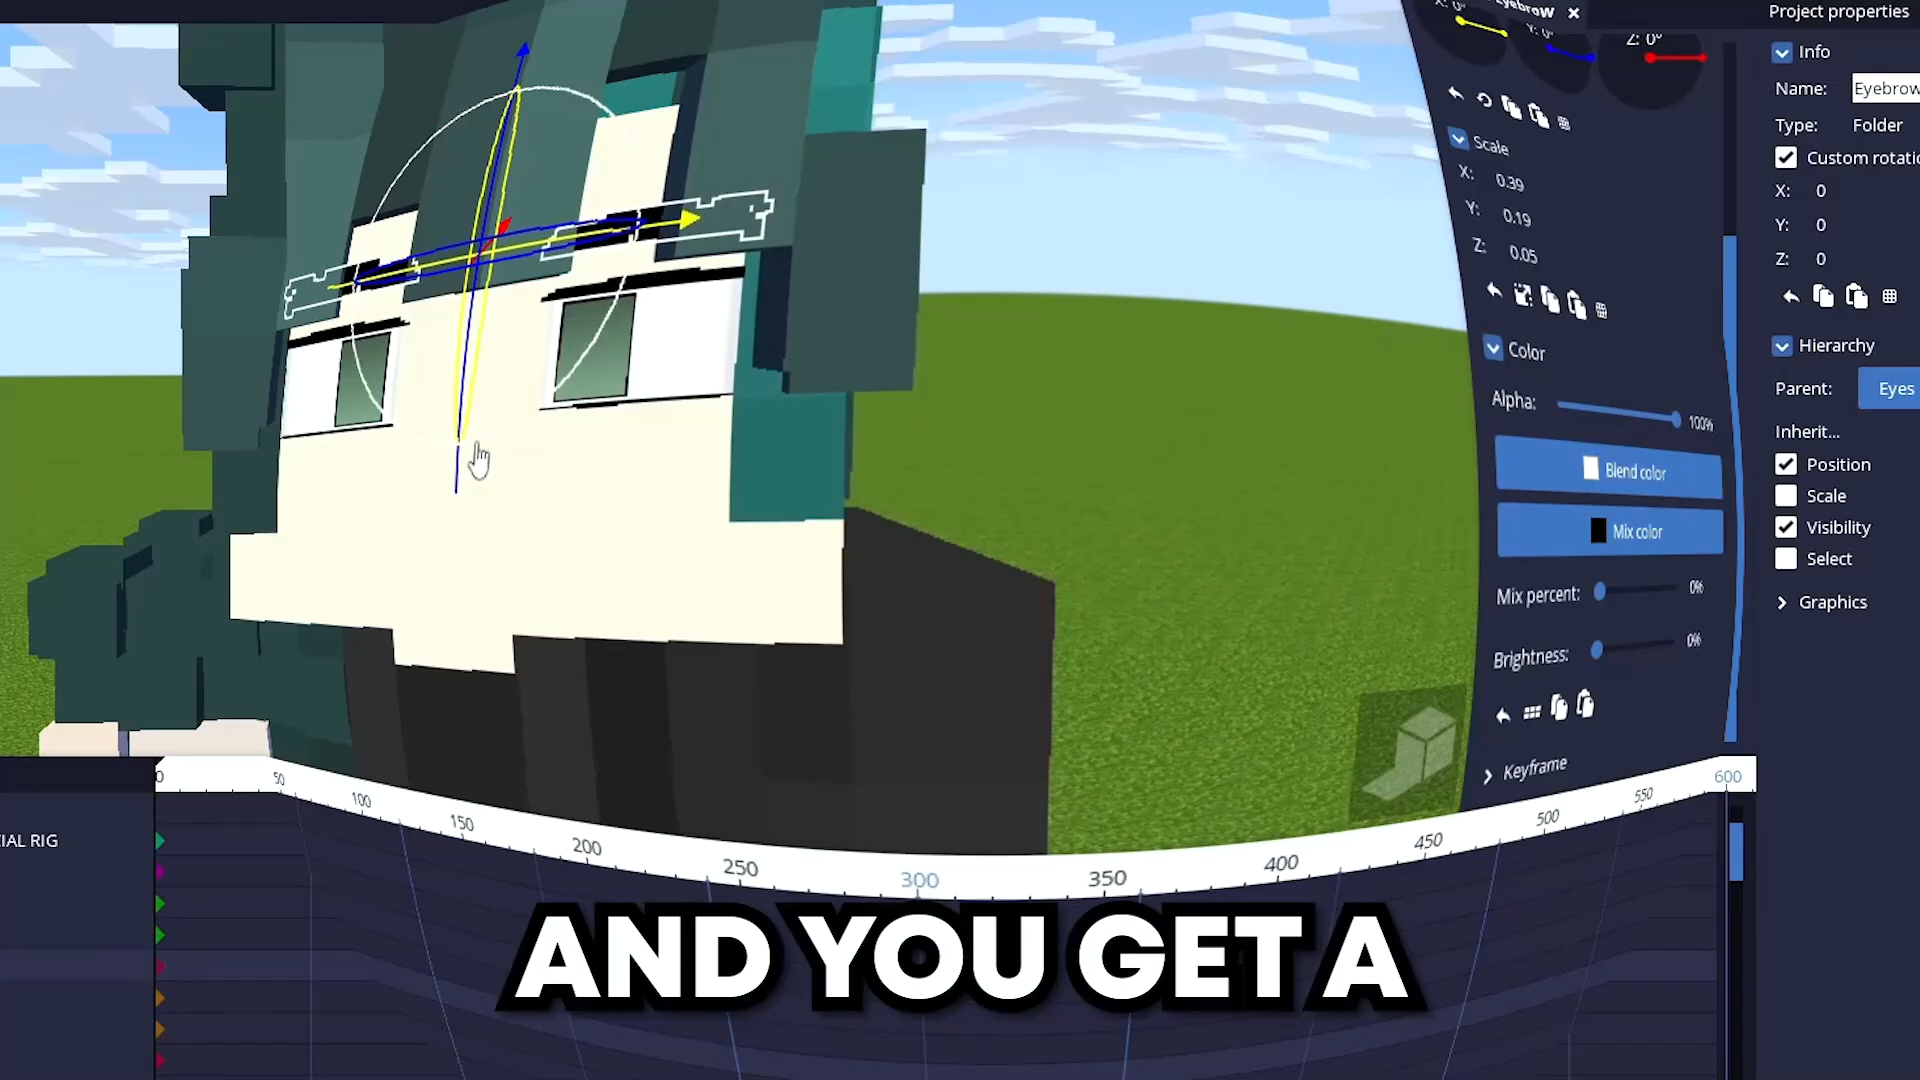 Eyebrow
Project properties
X: 0°
Y: 0°
Z: 0°
Info
Name: Eyebrow
Type: Folder
Custom rotatio
X: 0
Y: 0
Z: 0
Scale
X: 0.39
Y: 0.19
Z: 0.05
Color
Alpha: 100%
Blend color
Mix color
Mix percent: 0%
Brightness: 0%
Keyframe
Hierarchy
Parent: Eyes
Inherit...
Position
Scale
Visibility
Select
Graphics
0 50 100 150 200 250 300 350 400 450 500 550 600
IAL RIG
AND YOU GET A